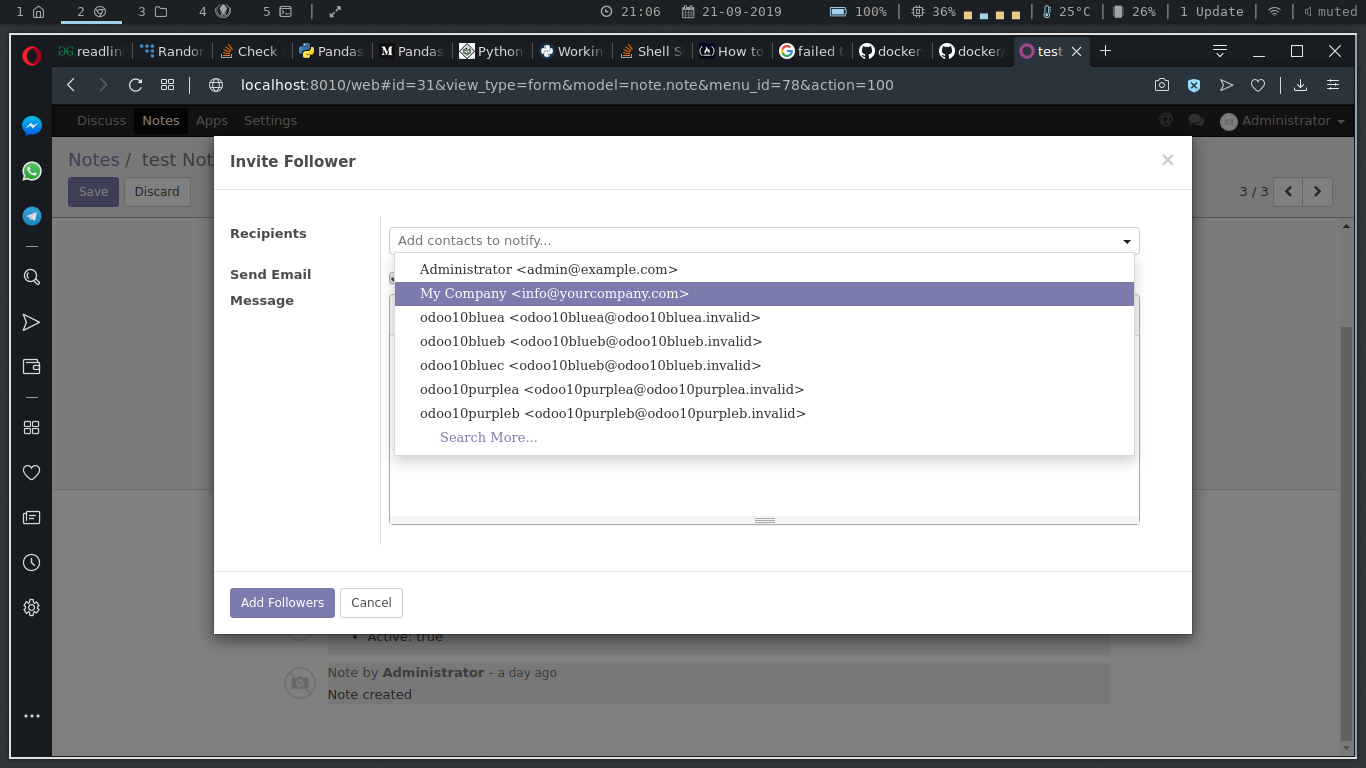 1 2 3 4 5 21:06 21-09-2019 100% 36% 25°C 26% 1 Update muted
readlin Rando Check Pandas Pandas Python Workin Shell S How to failed t docker docker test
localhost:8010/web#id=31&view_type=form&model=note.note&menu_id=78&action=100
Discuss Notes Apps Settings Administrator
Notes / test Not
Save Discard 3 / 3
Invite Follower
Recipients
Add contacts to notify...
Administrator <admin@example.com>
Send Email
My Company <info@yourcompany.com>
Message
odoo10bluea <odoo10bluea@odoo10bluea.invalid>
odoo10blueb <odoo10blueb@odoo10blueb.invalid>
odoo10bluec <odoo10blueb@odoo10blueb.invalid>
odoo10purplea <odoo10purplea@odoo10purplea.invalid>
odoo10purpleb <odoo10purpleb@odoo10purpleb.invalid>
Search More...
Add Followers Cancel
• Active: true
Note by Administrator - a day ago
Note created